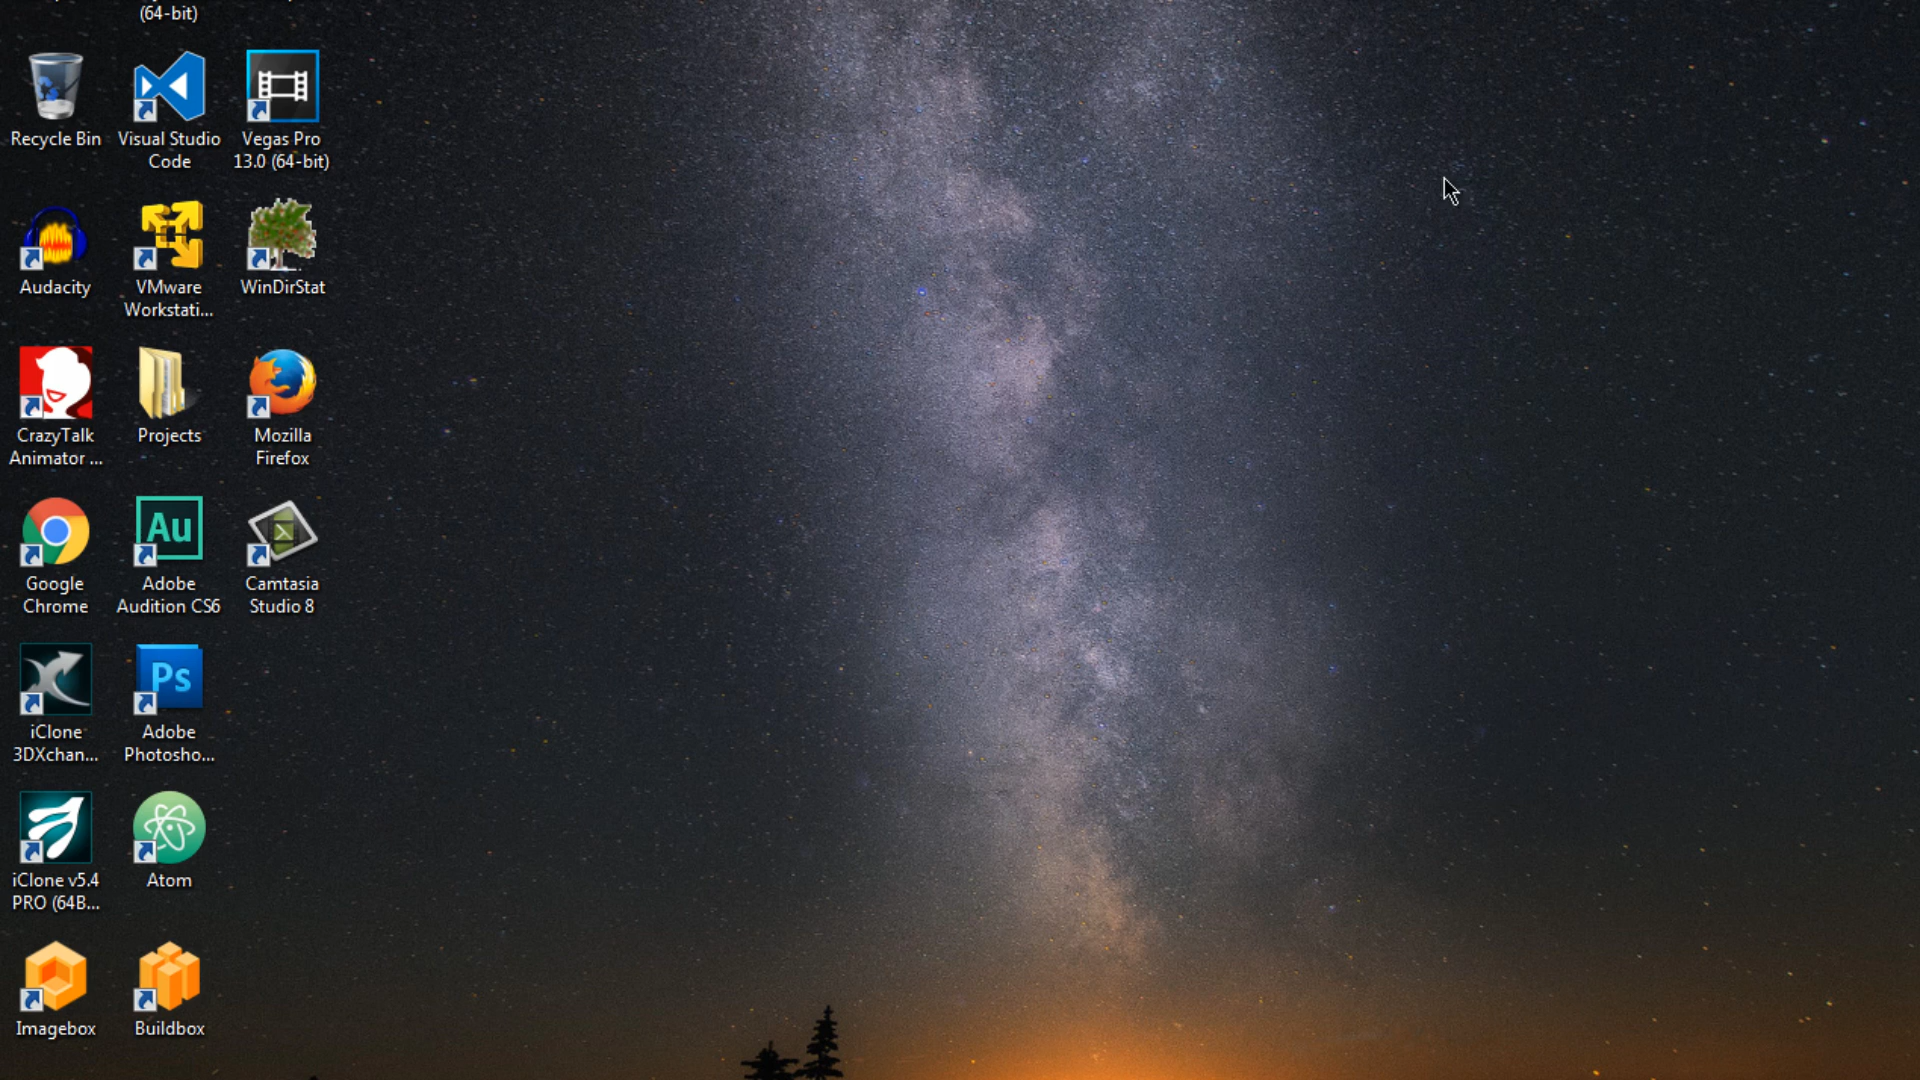 (64-bit)
Recycle Bin
Visual Studio
Code
Vegas Pro
13.0 (64-bit)
Audacity
VMware
Workstati...
WinDirStat
CrazyTalk
Animator ...
Projects
Mozilla
Firefox
Google
Chrome
Au
Adobe
Audition CS6
Camtasia
Studio 8
iClone
3DXchan...
Ps
Adobe
Photosho...
iClone v5.4
PRO (64B...
Atom
Imagebox
Buildbox